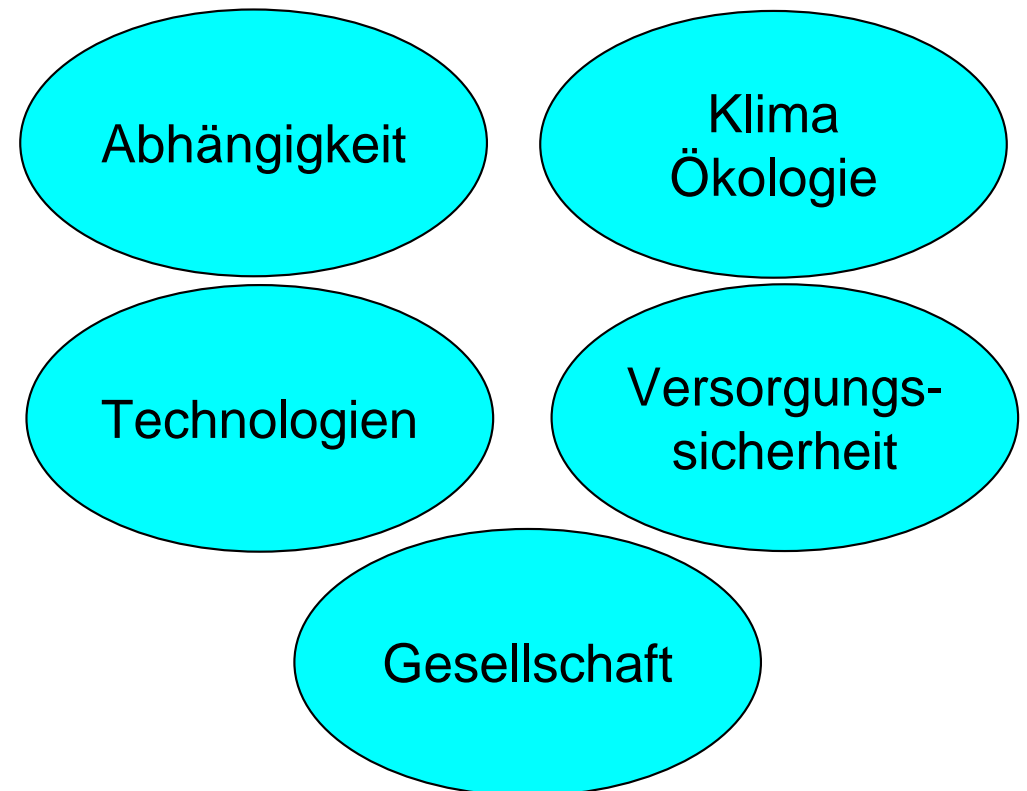 Abhängigkeit
Klima
Ökologie
Technologien
Versorgungs-
sicherheit
Gesellschaft